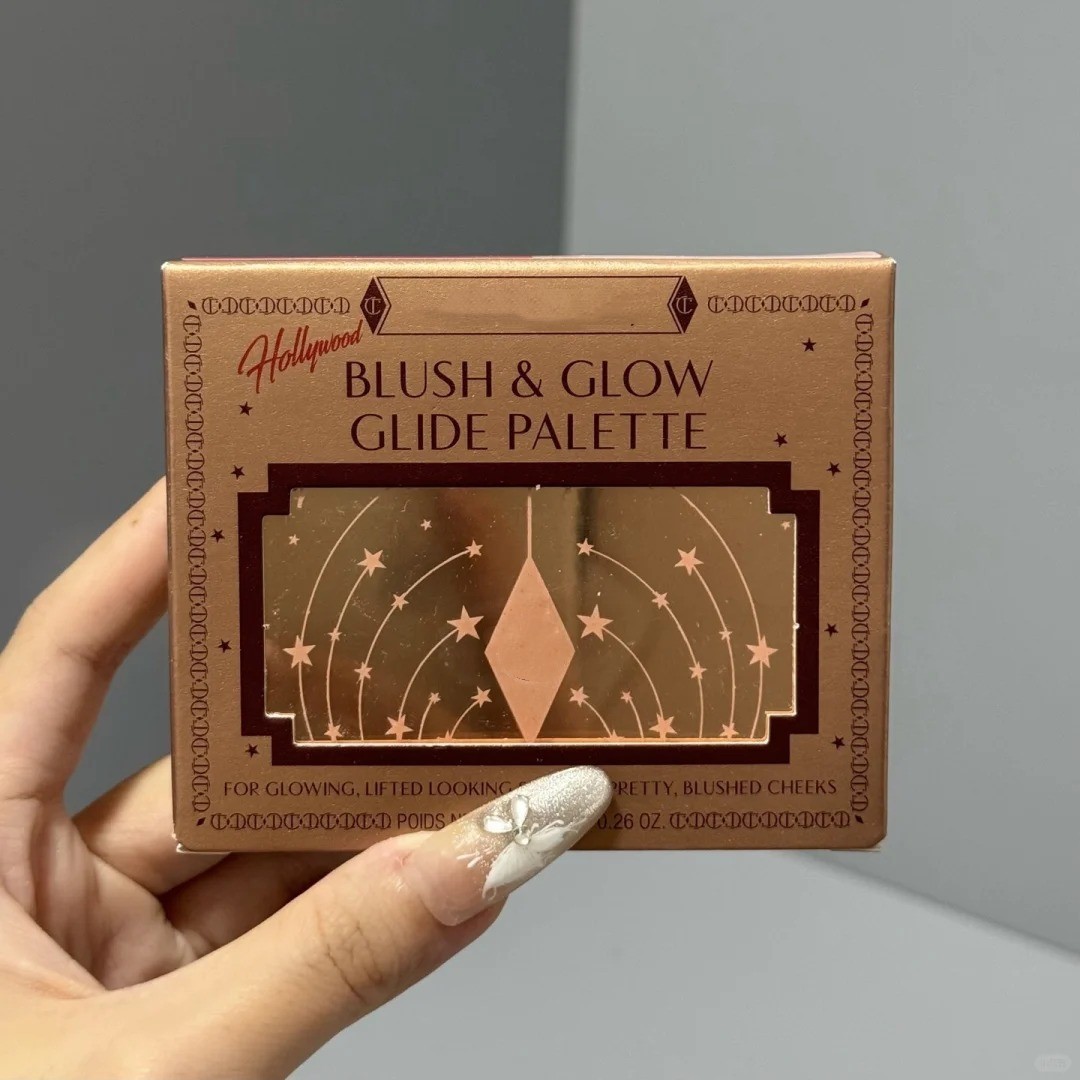 Hollywood
BLUSH & GLOW
GLIDE PALETTE
FOR GLOWING, LIFTED LOOKING PRETTY, BLUSHED CHEEKS
POIDS 0.26 OZ.